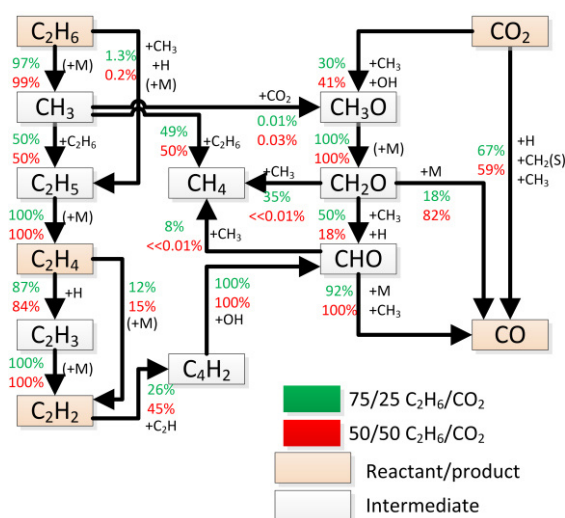 C2H6
CO2
97%
99%
(+M)
1.3%
0.2%
+CH3
+H
(+M)
30%
41%
+CH3
+OH
CH3
+CO2
0.01%
0.03%
CH3O
50%
50%
+C2H6
49%
50%
+C2H6
100%
100%
(+M)
67%
59%
+H
+CH2(S)
+CH3
C2H5
CH4
+CH3
35%
<<0.01%
CH2O
+M
18%
82%
100%
100%
(+M)
8%
<<0.01%
+CH3
50%
18%
+CH3
+H
C2H4
CHO
87%
84%
+H
12%
15%
(+M)
100%
100%
+OH
92%
100%
+M
+CH3
C2H3
CO
100%
100%
(+M)
C4H2
C2H2
26%
45%
+C2H
75/25 C2H6/CO2
50/50 C2H6/CO2
Reactant/product
Intermediate